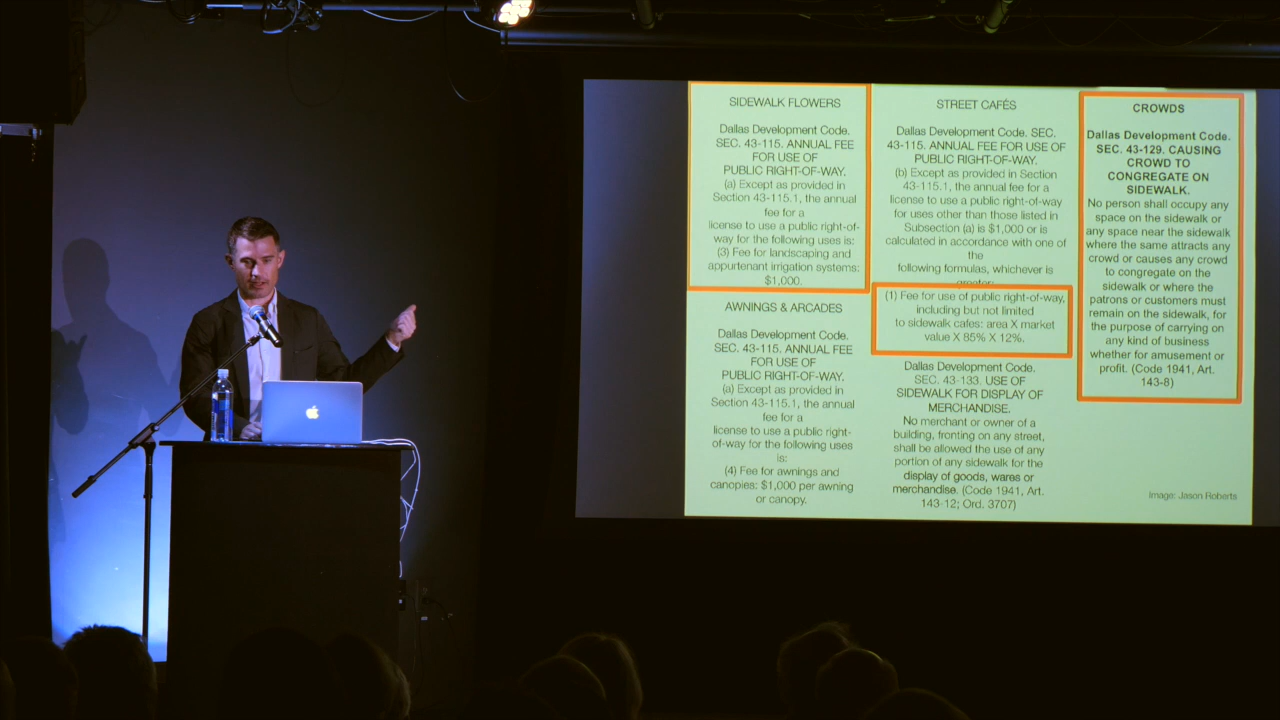 SIDEWALK FLOWERS
Dallas Development Code.
SEC. 43-115. ANNUAL FEE
FOR USE OF
PUBLIC RIGHT-OF-WAY.
(a) Except as provided in
Section 43-115.1, the annual
fee for a
license to use a public right-of-
way for the following uses is:
(3) Fee for landscaping and
appurtenant irrigation systems:
$1,000.
AWNINGS & ARCADES
Dallas Development Code.
SEC. 43-115. ANNUAL FEE
FOR USE OF
PUBLIC RIGHT-OF-WAY.
(a) Except as provided in
Section 43-115.1, the annual
fee for a
license to use a public right-
of-way for the following uses
is:
(4) Fee for awnings and
canopies: $1,000 per awning
or canopy.
STREET CAFÉS
Dallas Development Code. SEC.
43-115. ANNUAL FEE FOR USE OF
PUBLIC RIGHT-OF-WAY.
(b) Except as provided in Section
43-115.1, the annual fee for a
license to use a public right-of-way
for uses other than those listed in
Subsection (a) is $1,000 or is
calculated in accordance with one of
the
following formulas, whichever is
greater:
(1) Fee for use of public right-of-way,
including but not limited
to sidewalk cafes: area X market
value X 85% X 12%.
Dallas Development Code.
SEC. 43-133. USE OF
SIDEWALK FOR DISPLAY OF
MERCHANDISE.
No merchant or owner of a
building, fronting on any street,
shall be allowed the use of any
portion of any sidewalk for the
display of goods, wares or
merchandise. (Code 1941, Art.
143-12; Ord. 3707)
CROWDS
Dallas Development Code.
SEC. 43-129. CAUSING
CROWD TO
CONGREGATE ON
SIDEWALK.
No person shall occupy any
space on the sidewalk or
any space near the sidewalk
where the same attracts any
crowd or causes any crowd
to congregate on the
sidewalk or where the
patrons or customers must
remain on the sidewalk, for
the purpose of carrying on
any kind of business
whether for amusement or
profit. (Code 1941, Art.
143-8)
Image: Jason Roberts